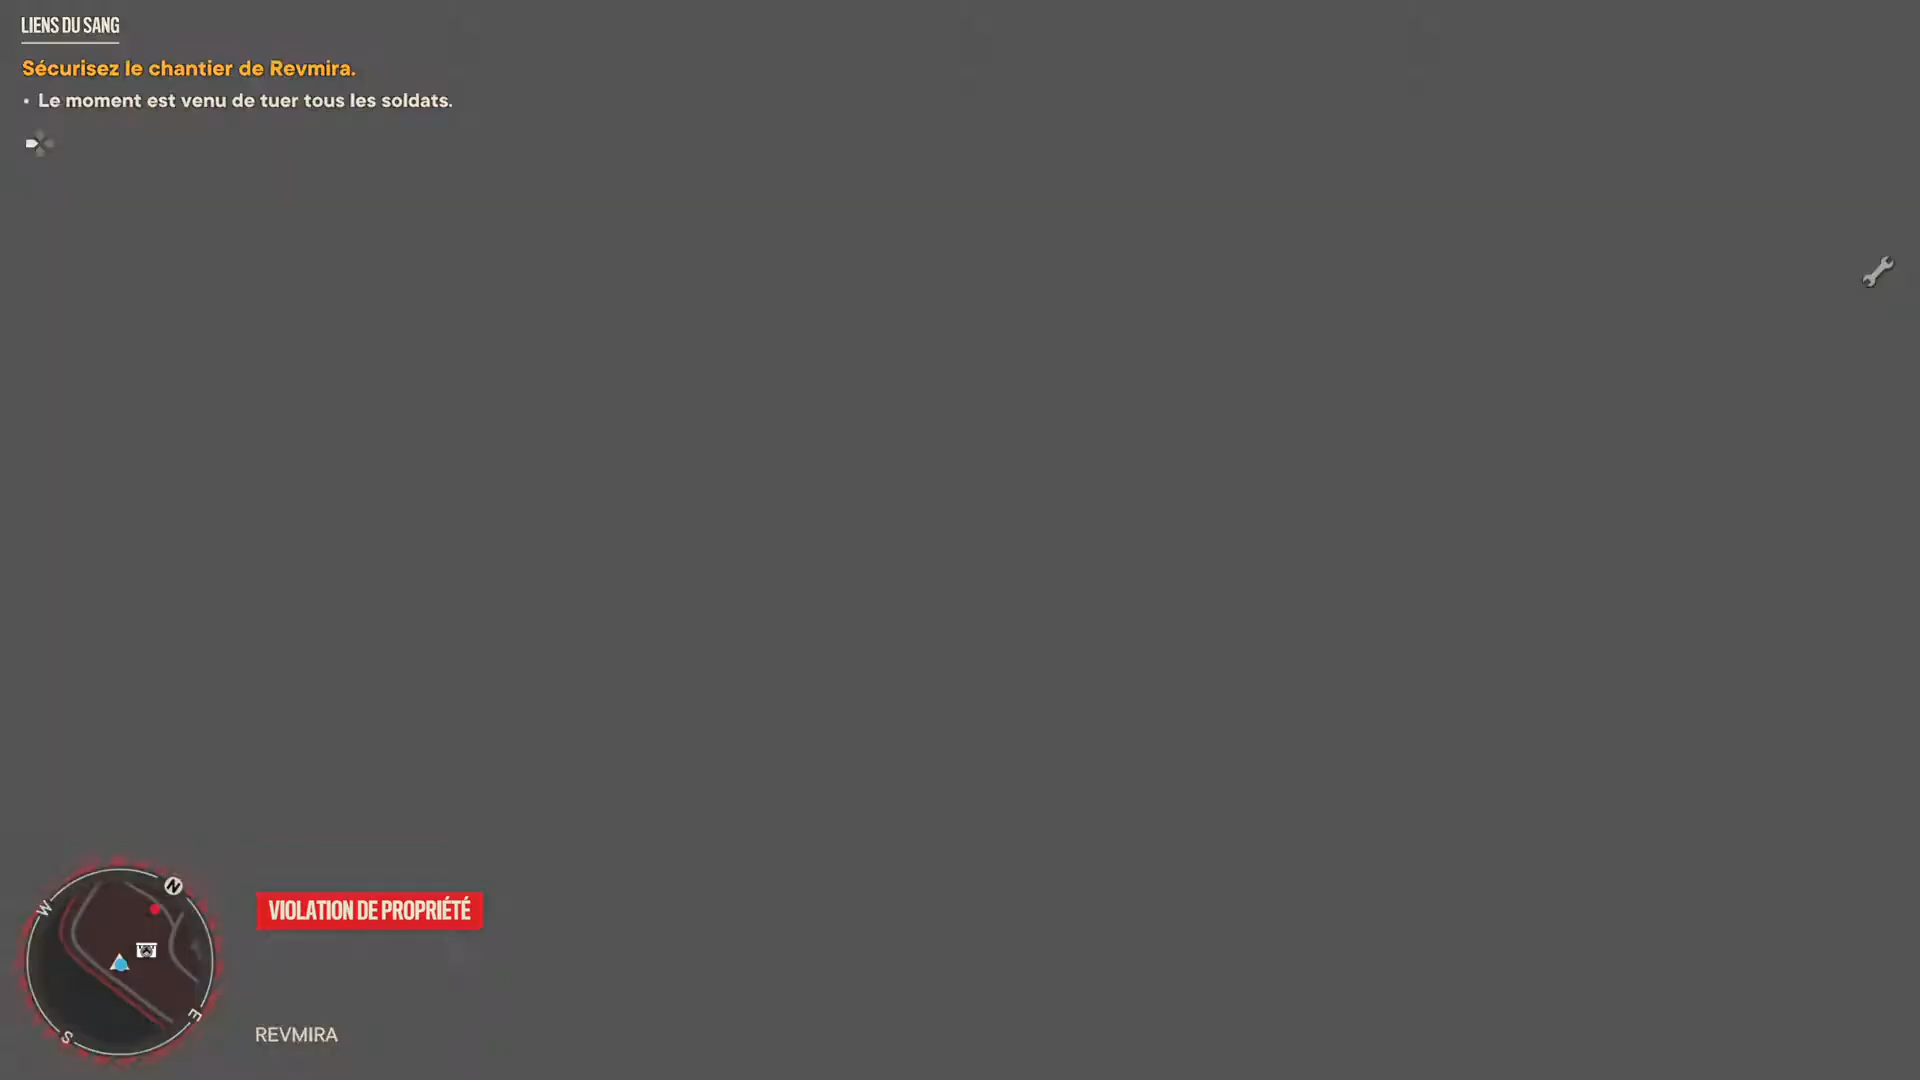 LIENS DU SANG
Sécurisez le chantier de Revmira.
• Le moment est venu de tuer tous les soldats.
N
W
VIOLATION DE PROPRIÉTÉ
E
S
REVMIRA